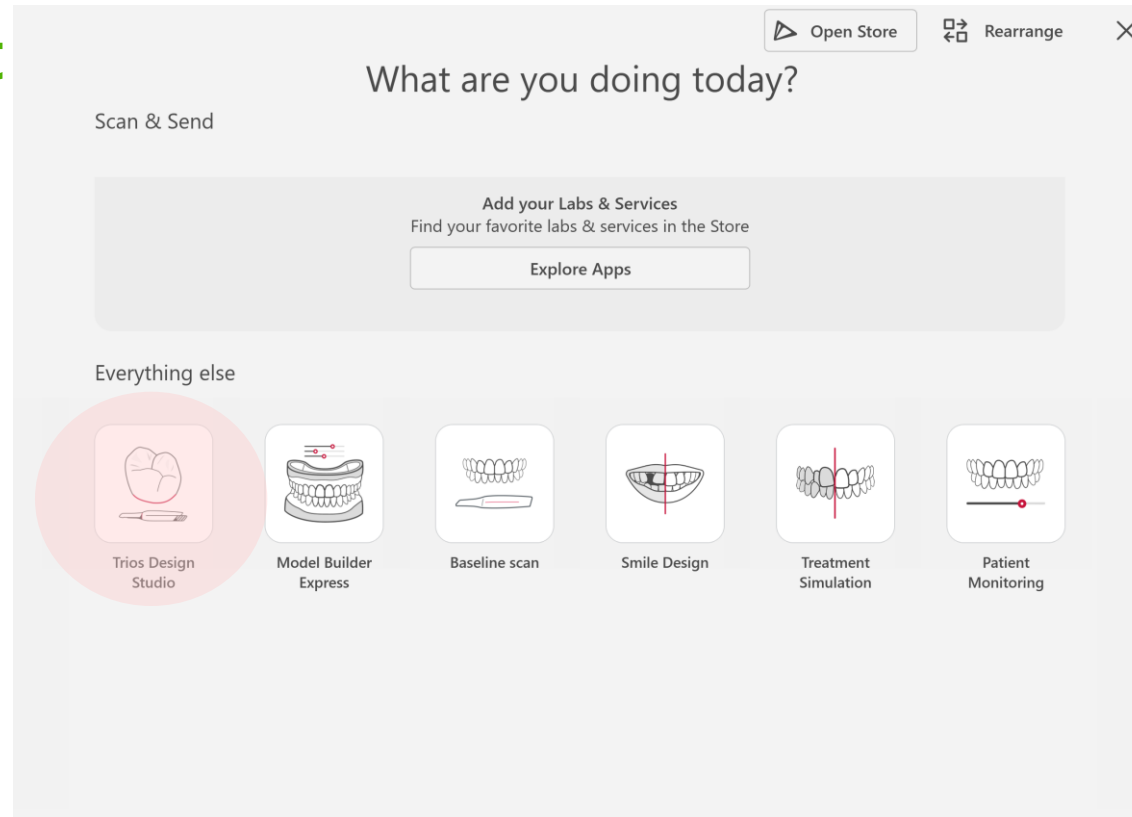 Open Store
Rearrange
What are you doing today?
Scan & Send
Add your Labs & Services
Find your favorite labs & services in the Store
Explore Apps
Everything else
Trios Design
Studio
Model Builder
Express
Baseline scan
Smile Design
Treatment
Simulation
Patient
Monitoring